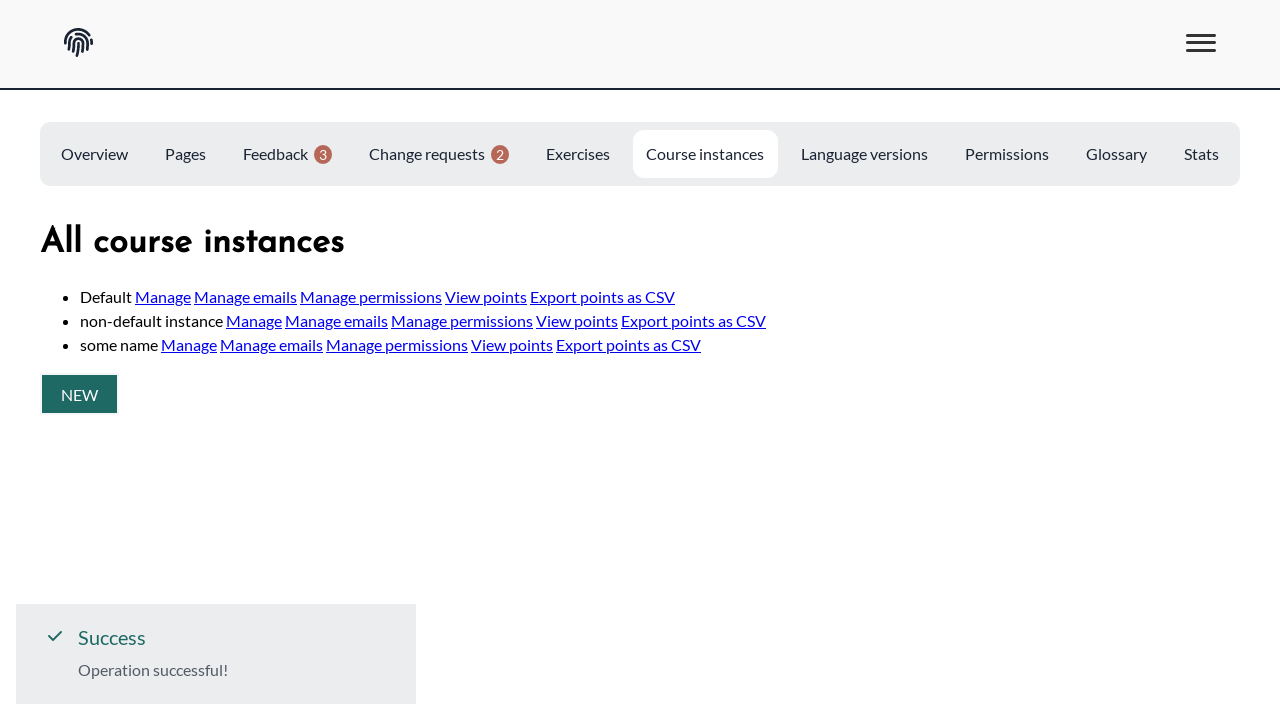 Overview Pages Feedback 3 Change requests 2 Exercises Course instances Language versions Permissions Glossary Stats
All course instances
Default Manage Manage emails Manage permissions View points Export points as CSV
non-default instance Manage Manage emails Manage permissions View points Export points as CSV
some name Manage Manage emails Manage permissions View points Export points as CSV
NEW
Success
Operation successful!